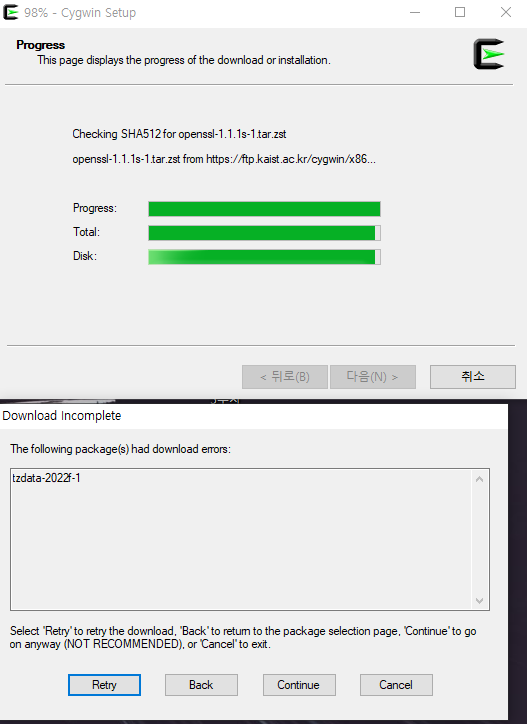 98% - Cygwin Setup
Progress
This page displays the progress of the download or installation.
Checking SHA512 for openssl-1.1.1s-1.tar.zst
openssl-1.1.1s-1.tar.zst from https://ftp.kaist.ac.kr/cygwin/x86...
Progress:
Total:
Disk:
< 뒤로(B)
다음(N) >
취소
Download Incomplete
The following package(s) had download errors:
tzdata-2022f-1
Select 'Retry' to retry the download, 'Back' to return to the package selection page, 'Continue' to go
on anyway (NOT RECOMMENDED), or 'Cancel' to exit.
Retry
Back
Continue
Cancel